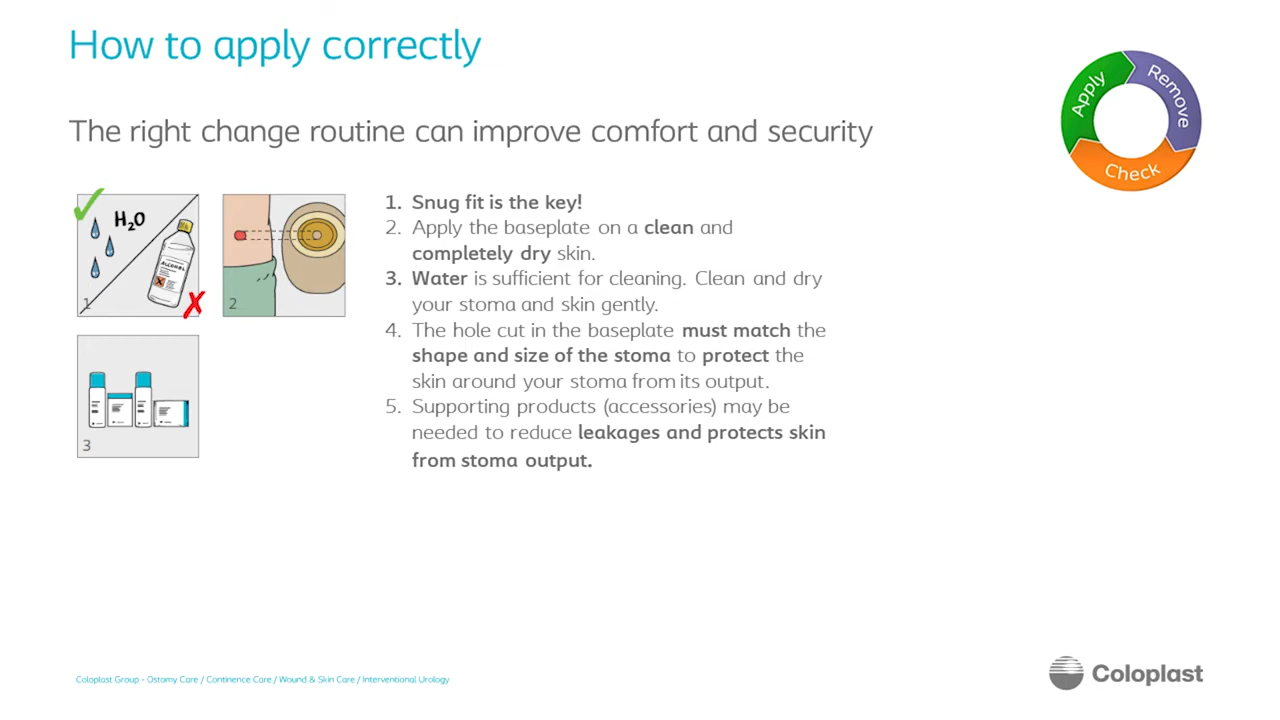 How to apply correctly
The right change routine can improve comfort and security
Apply
Remove
Check
H₂O
ALCOHOL
1
2
3
1. Snug fit is the key!
2. Apply the baseplate on a clean and
completely dry skin.
3. Water is sufficient for cleaning. Clean and dry
your stoma and skin gently.
4. The hole cut in the baseplate must match the
shape and size of the stoma to protect the
skin around your stoma from its output.
5. Supporting products (accessories) may be
needed to reduce leakages and protects skin
from stoma output.
Coloplast Group - Ostomy Care / Continence Care / Wound & Skin Care / Interventional Urology
Coloplast